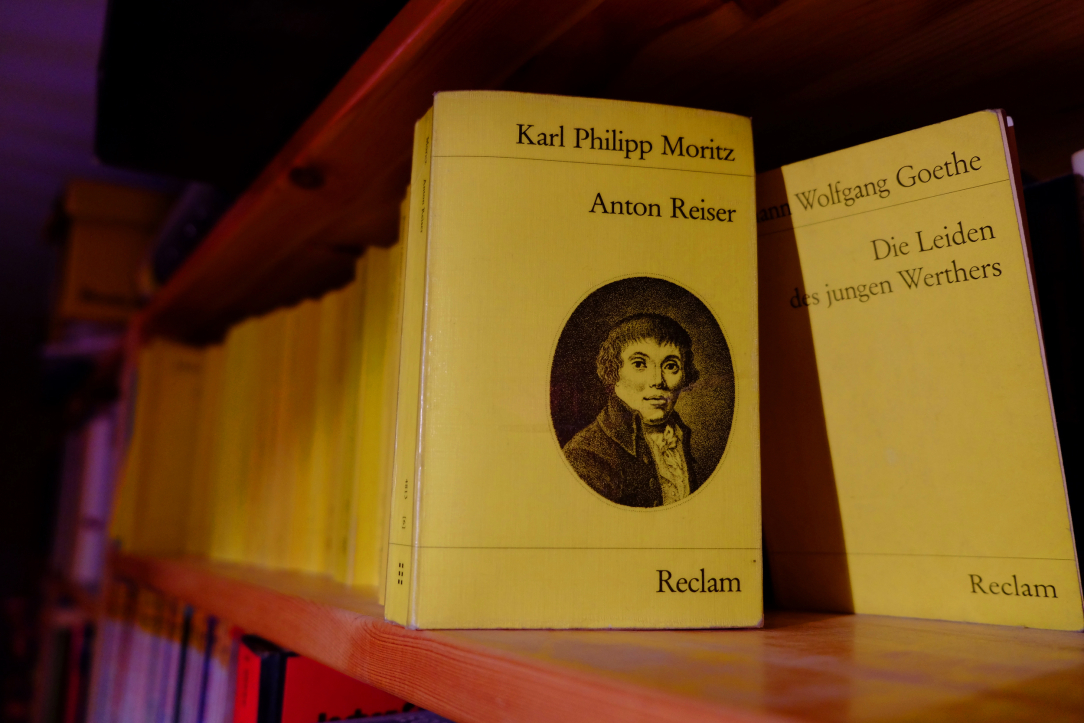 Karl Philipp Moritz
Anton Reiser
Reclam
Wolfgang Goethe
Die Leiden
des jungen Werthers
Reclam